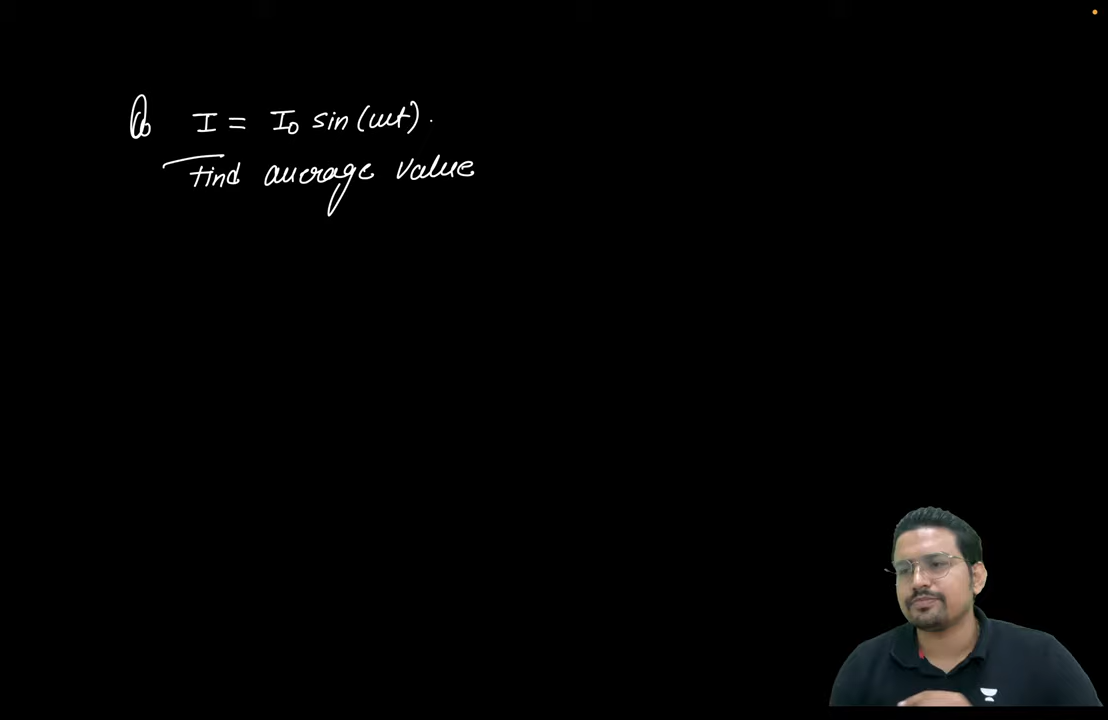 Q I = I₀ sin(ωt).
Find average value